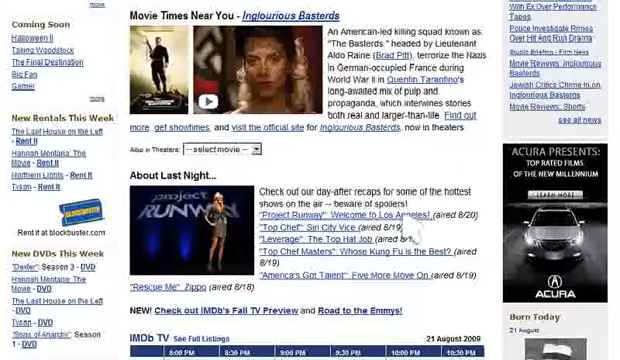 more
Coming Soon
Halloween II
Taking Woodstock
The Final Destination
Big Fan
Gamer
more
New Rentals This Week
The Last House on the Left
- Rent It
Hannah Montana: The
Movie - Rent It
Northern Lights - Rent It
Tyson - Rent It
BLOCKBUSTER
Rent it at blockbuster.com
New DVDs This Week
"Dexter": Season 3 - DVD
Hannah Montana: The
Movie - DVD
The Last House on the Left
- DVD
Tyson - DVD
"Sons of Anarchy": Season
1 - DVD
Movie Times Near You - Inglourious Basterds
An American-led killing squad known as
"The Basterds " headed by Lieutenant
Aldo Raine (Brad Pitt), terrorize the Nazis
in German-occupied France during
World War II in Quentin Tarantino's
long-awaited mix of pulp and
propaganda, which intertwines stories
both real and larger-than-life. Find out
more, get showtimes, and visit the official site for Inglourious Basterds, now in theaters.
Also in Theaters: -- select movie --
About Last Night...
project
RUNWAY
Check out our day-after recaps for some of the hottest
shows on the air -- beware of spoilers!
"Project Runway": Welcome to Los Angeles! (aired 8/20)
"Top Chef": Sin City Vice (aired 8/19)
"Leverage": The Top Hat Job (aired
"Top Chef Masters": Whose Kung Fu is the Best? (aired
8/19)
"America's Got Talent": Five More Move On (aired 8/19)
"Rescue Me": Zippo (aired 8/18)
NEW! Check out IMDb's Fall TV Preview and Road to the Emmys!
IMDb TV See Full Listings 21 August 2009
8:00 PM 8:30 PM 9:00 PM 9:30 PM 10:00 PM 10:30 PM
With Ex Over Performance
Tapes
Police Investigate Firmes
Over Hit And Run Drama
Studio Briefing - Film News
Movie Reviews: Inglourious
Basterds
Jewish Critics Chime In on
Inglourious Basterds
Movie Reviews: Shorts
see all news
ACURA PRESENTS:
TOP RATED FILMS
OF THE NEW MILLENNIUM
LEARN MORE
ACURA
Born Today
21 August